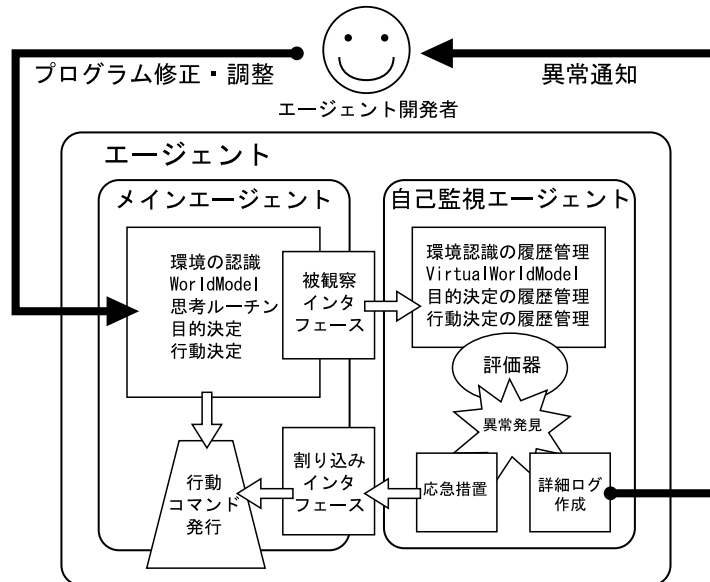 プログラム修正・調整
異常通知
エージェント開発者
エージェント
メインエージェント
自己監視エージェント
環境の認識
WorldModel
思考ルーチン
目的決定
行動決定
被観察
インタ
フェース
環境認識の履歴管理
VirtualWorldModel
目的決定の履歴管理
行動決定の履歴管理
評価器
異常発見
行動
コマンド
発行
割り込み
インタ
フェース
応急措置
詳細ログ
作成